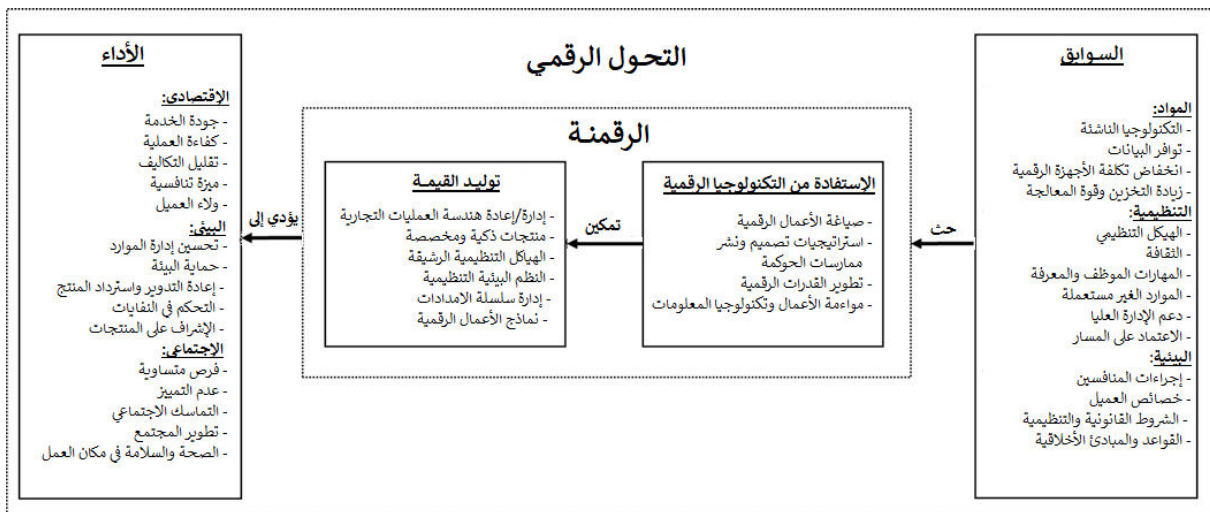 التحول الرقمي
السوابق
المواد:
- التكنولوجيا الناشئة
- توافر البيانات
- انخفاض تكلفة الأجهزة الرقمية
- زيادة التخزين وقوة المعالجة
التنظيمية:
- الهيكل التنظيمي
- الثقافة
- المهارات الموظف والمعرفة
- الموارد الغير مستعملة
- دعم الإدارة العليا
- الاعتماد على المسار
البيئية:
- إجراءات المنافسين
- خصائص العميل
- الشروط القانونية والتنظيمية
- القواعد والمبادئ الأخلاقية
حث
الرقمنة
الإستفادة من التكنولوجيا الرقمية
- صياغة الأعمال الرقمية
- استراتيجيات تصميم ونشر
ممارسات الحوكمة
- تطوير القدرات الرقمية
- مواءمة الأعمال وتكنولوجيا المعلومات
تمكين
توليد القيمة
- إدارة/إعادة هندسة العمليات التجارية
- منتجات ذكية ومخصصة
- الهياكل التنظيمية الرشيقة
- النظم البيئية التنظيمية
- إدارة سلسلة الامدادات
- نماذج الأعمال الرقمية
يؤدي إلى
الأداء
الإقتصادى:
- جودة الخدمة
- كفاءة العملية
- تقليل التكاليف
- ميزة تنافسية
- ولاء العميل
البيئى:
- تحسين إدارة الموارد
- حماية البيئة
- إعادة التدوير واسترداد المنتج
- التحكم في النفايات
- الإشراف على المنتجات
الإجتماعى:
- فرص متساوية
- عدم التمييز
- التماسك الاجتماعي
- تطوير المجتمع
- الصحة والسلامة في مكان العمل